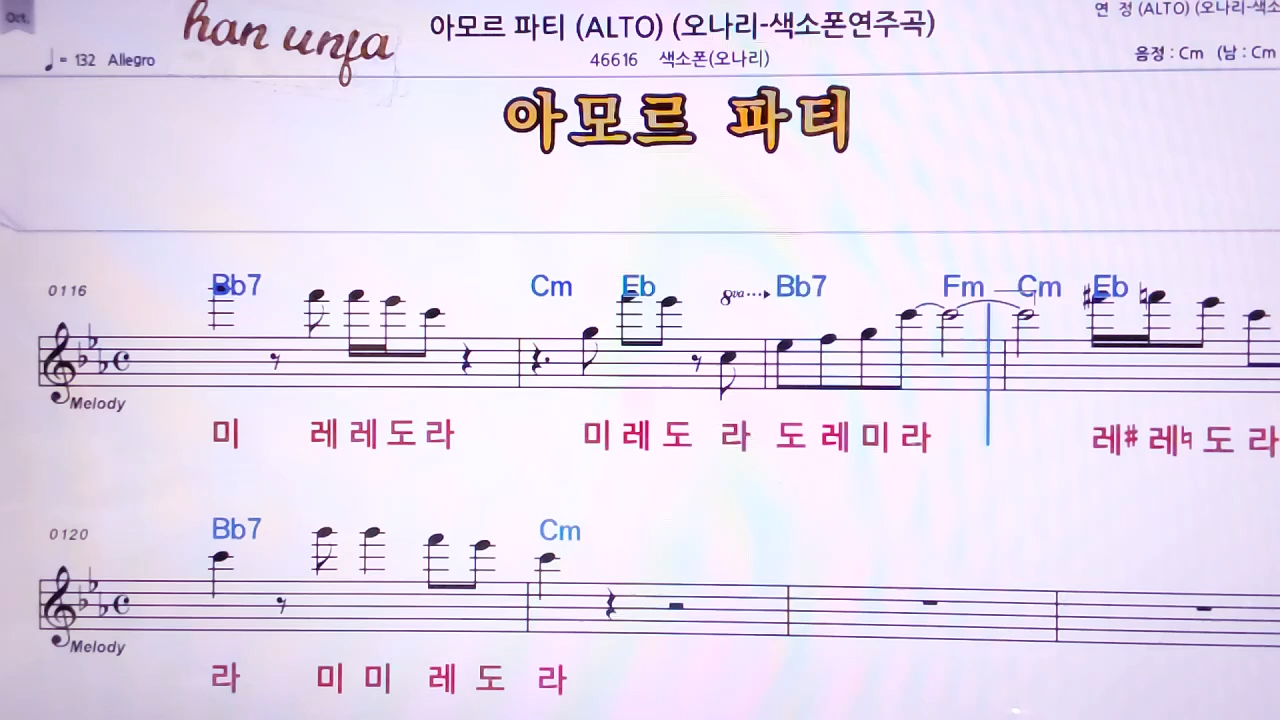 Oct.
han unja
아모르 파티 (ALTO) (오나리-색소폰연주곡)
연 정 (ALTO) (오나리-색소
♩= 132 Allegro
46616 색소폰(오나리)
음정 : Cm (남 : Cm
아모르 파티
0116 Bb7 Cm Eb 8va Bb7 Fm Cm Eb
Melody
미 레 레 도 라 미 레 도 라 도 레 미 라 레# 레♮ 도 라
0120 Bb7 Cm
Melody
라 미 미 레 도 라